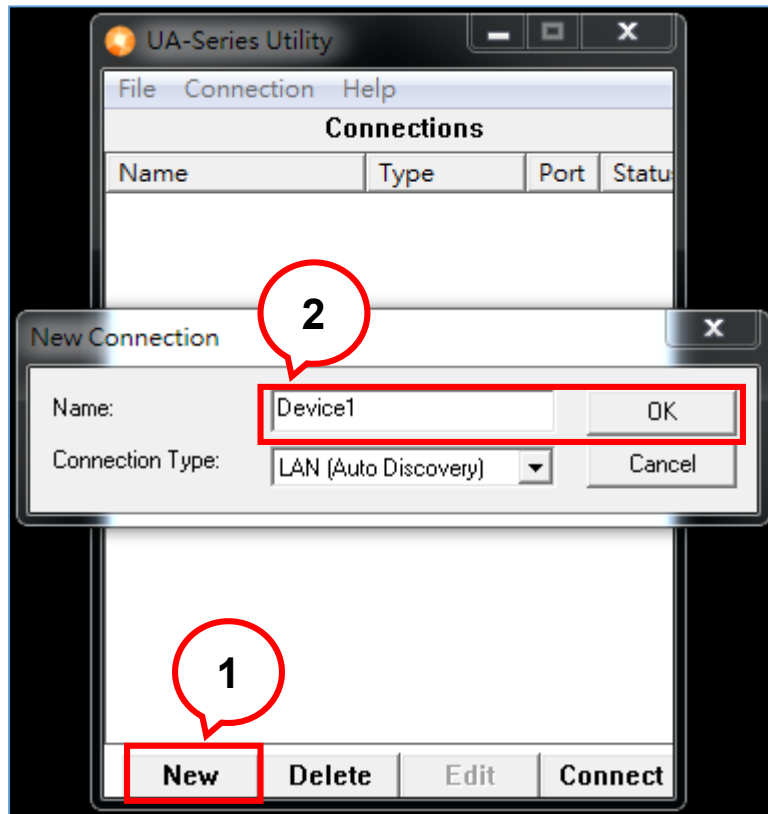 UA-Series Utility
File Connection Help
Connections
Name Type Port Statu
2
New Connection
Name: Device1 OK
Connection Type: LAN (Auto Discovery) Cancel
1
New Delete Edit Connect